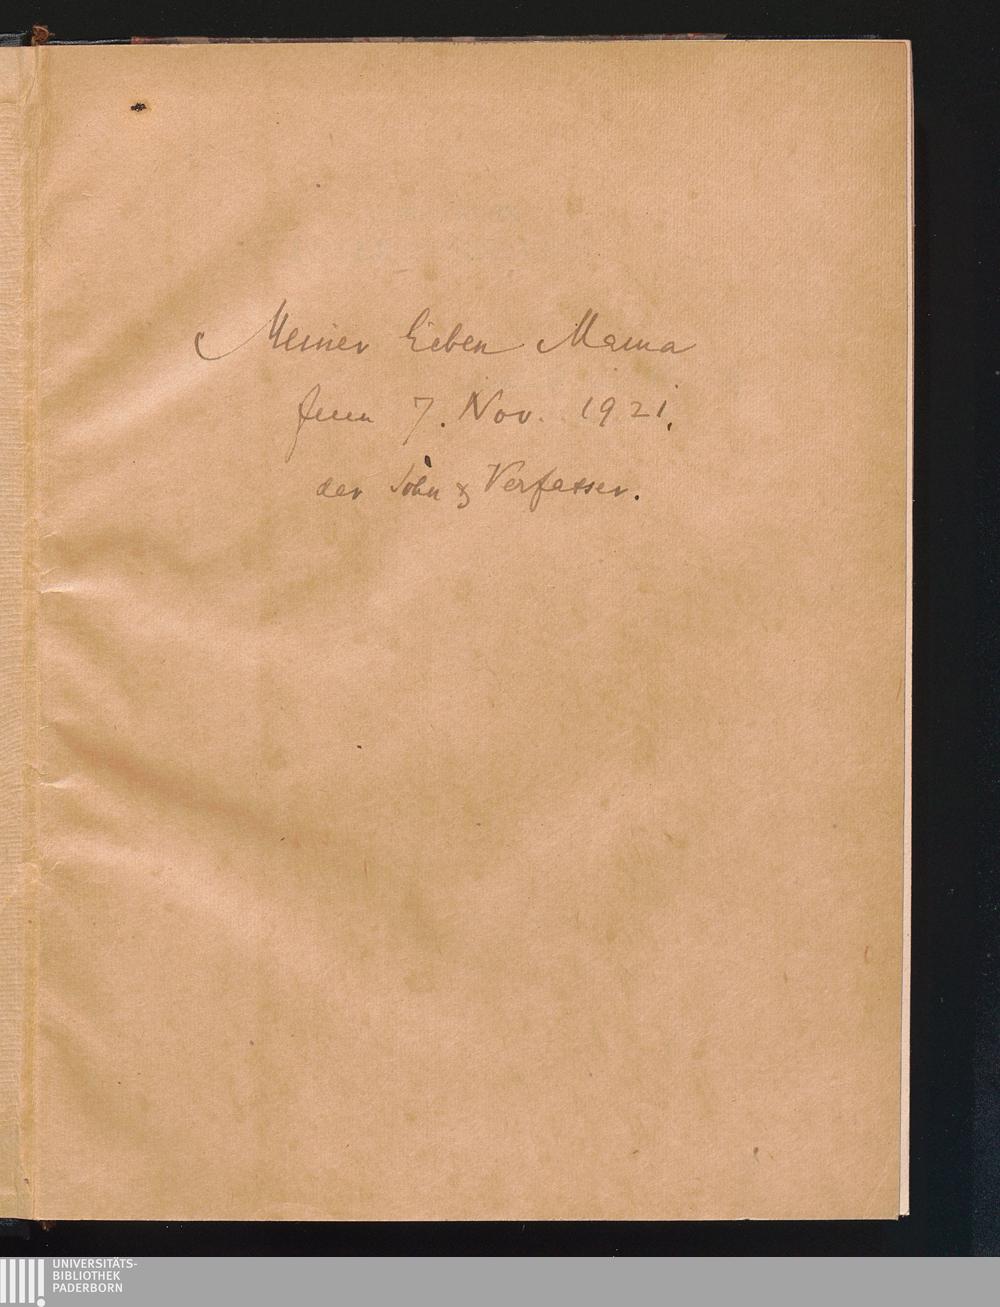 Meiner lieben Mama
zum 7. Nov. 1921.
der Sohn & Verfasser.
UNIVERSITÄTS-
BIBLIOTHEK
PADERBORN